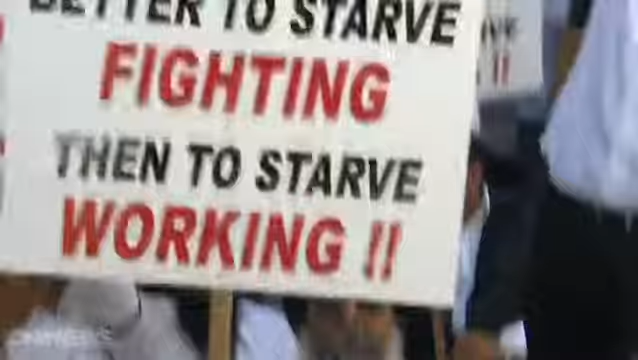 BETTER TO STARVE
FIGHTING
THEN TO STARVE
WORKING !!
!!